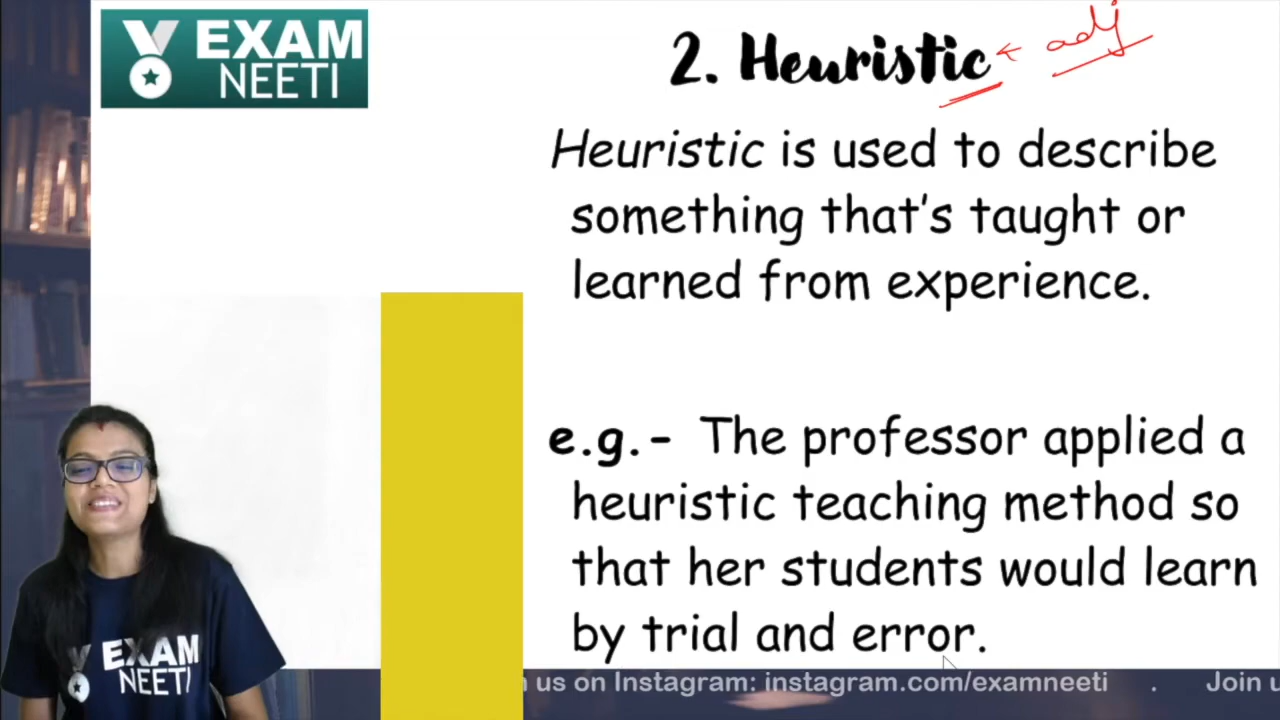 EXAM
NEETI
2. Heuristic ← adj
Heuristic is used to describe
something that's taught or
learned from experience.
e.g.- The professor applied a
heuristic teaching method so
that her students would learn
by trial and error.
EXAM
NEETI
us on Instagram: instagram.com/examneeti . Join